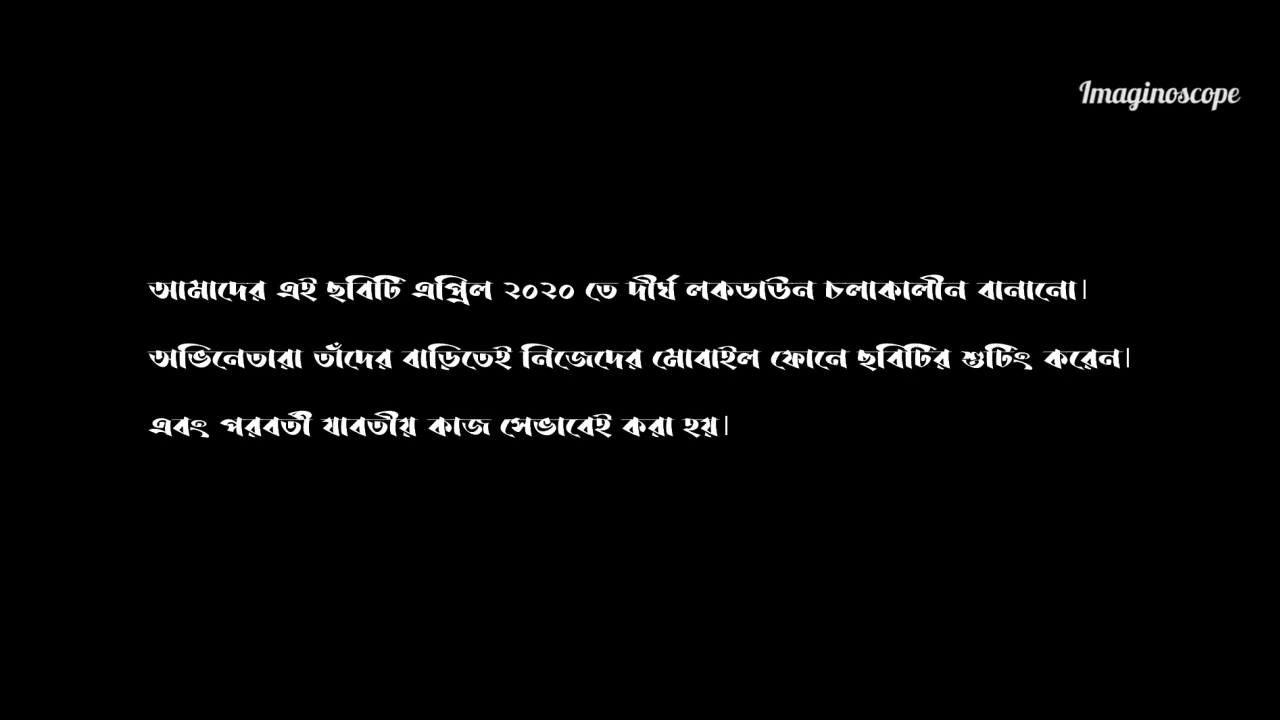 Imaginoscope
আমাদের এই ছবিটি এপ্রিল ২০২০ তে দীর্ঘ লকডাউন চলাকালীন বানানো।
অভিনেতারা তাঁদের বাড়িতেই নিজেদের মোবাইল ফোনে ছবিটির শুটিং করেন।
এবং পরবর্তী যাবতীয় কাজ সেভাবেই করা হয়।